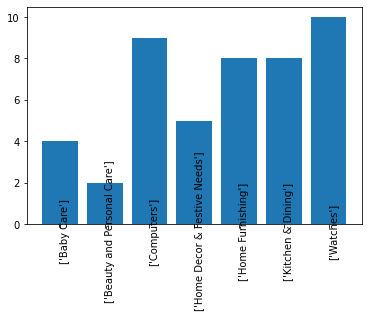 10
8
6
4
2
0
['Baby Care']
['Beauty and Personal Care']
['Computers']
['Home Decor & Festive Needs']
['Home Furnishing']
['Kitchen & Dining']
['Watches']